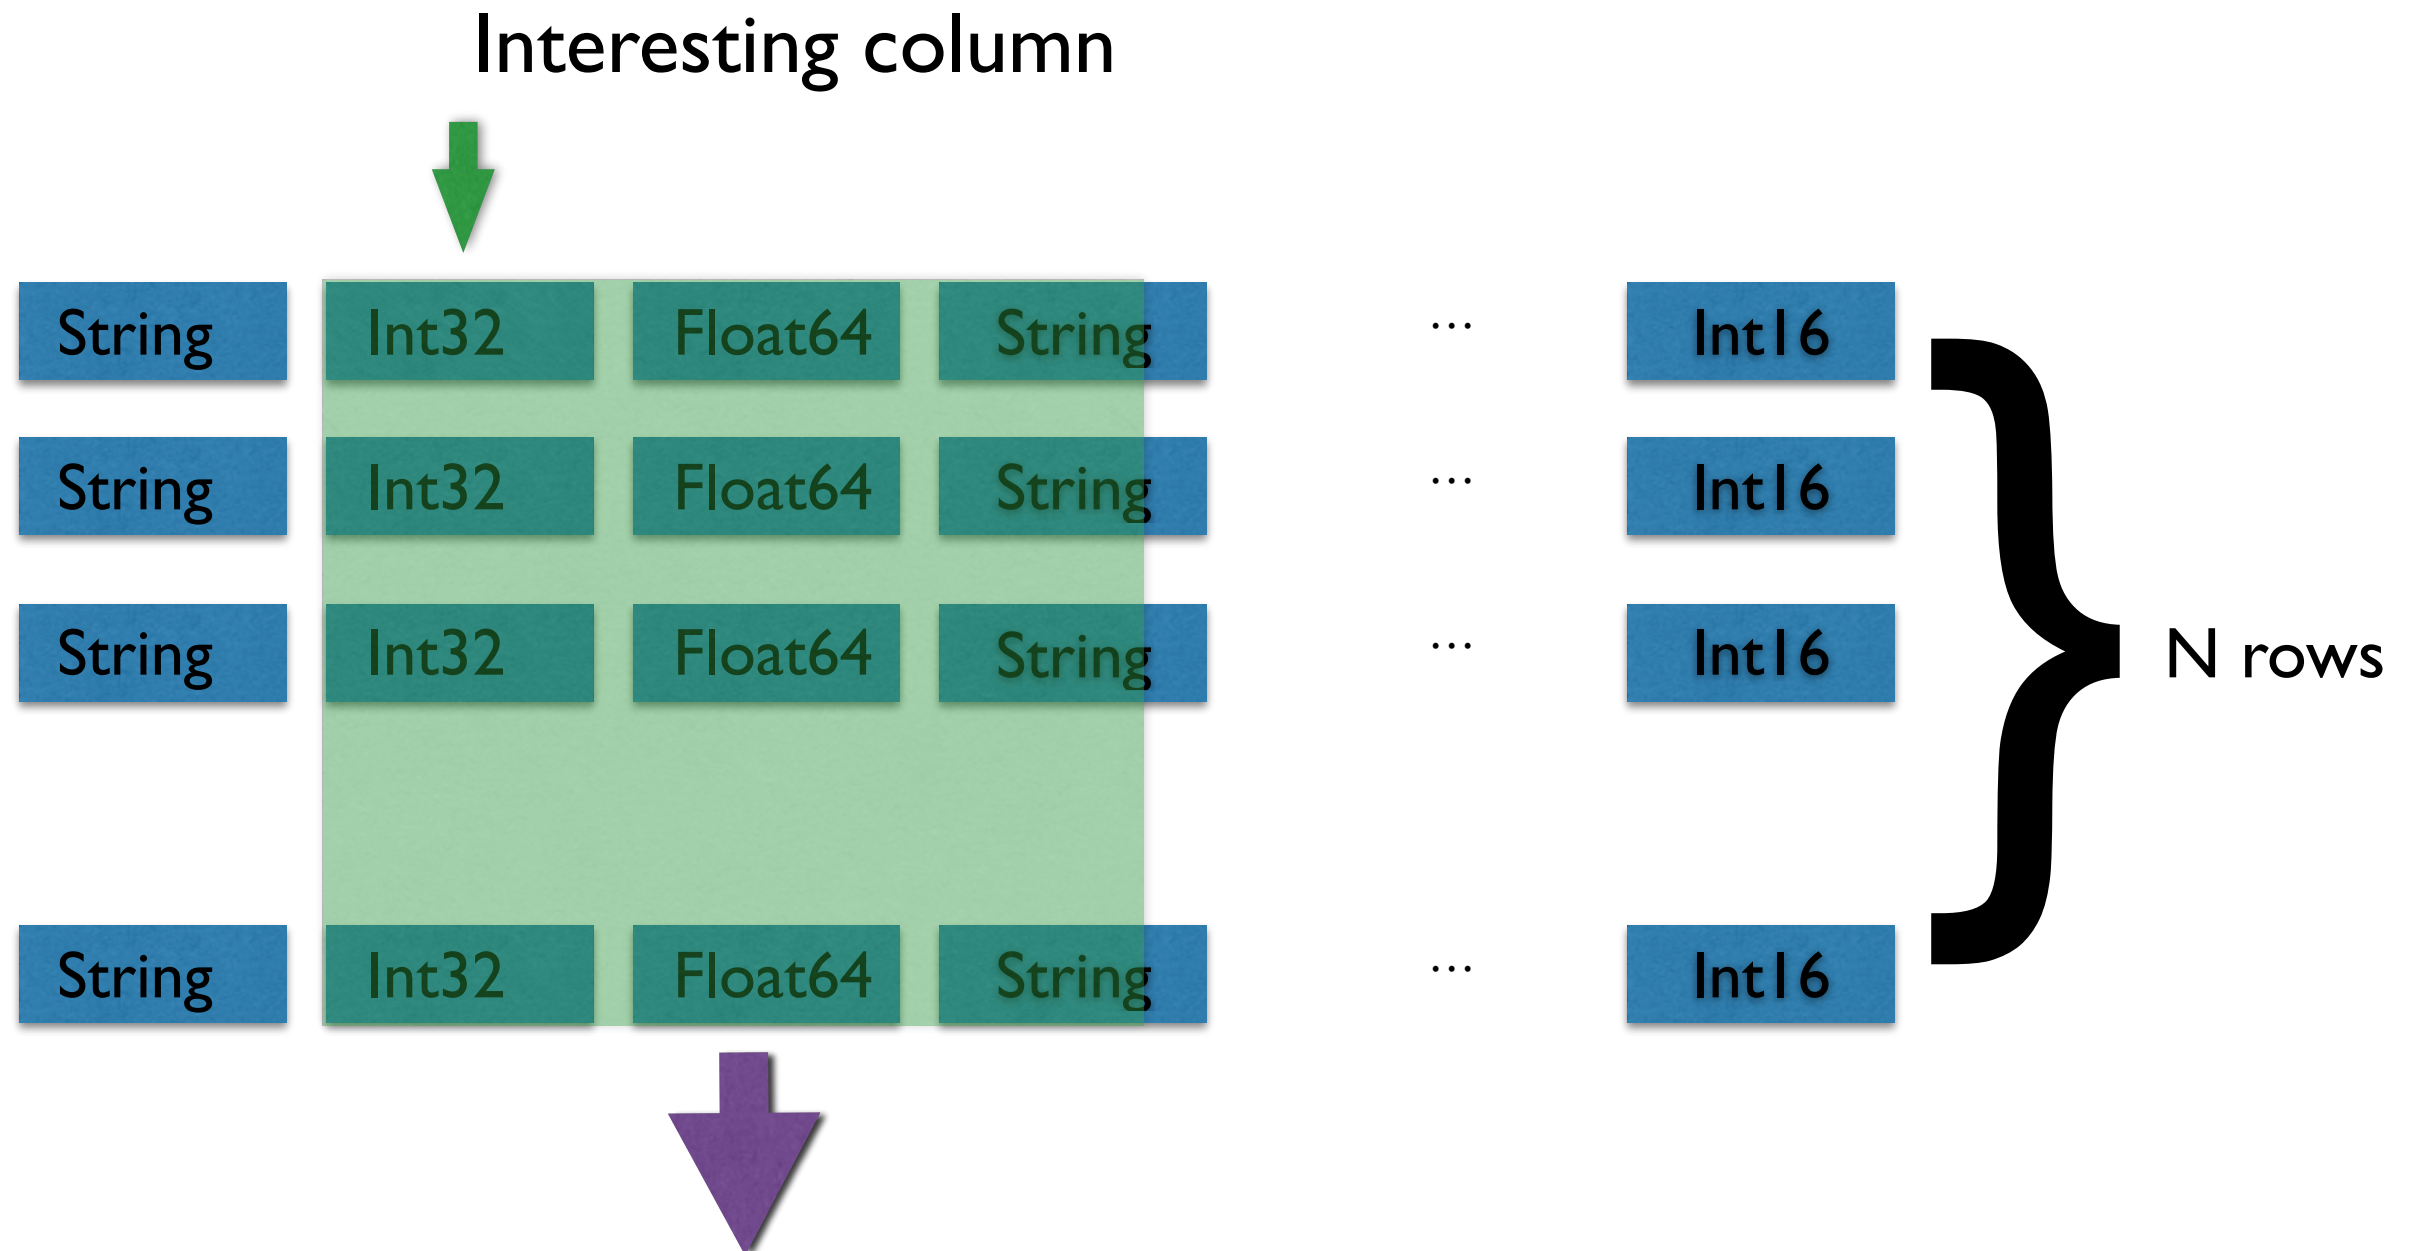 Interesting column
String Int32 Float64 String ... Int16
String Int32 Float64 String ... Int16
String Int32 Float64 String ... Int16
N rows
String Int32 Float64 String ... Int16